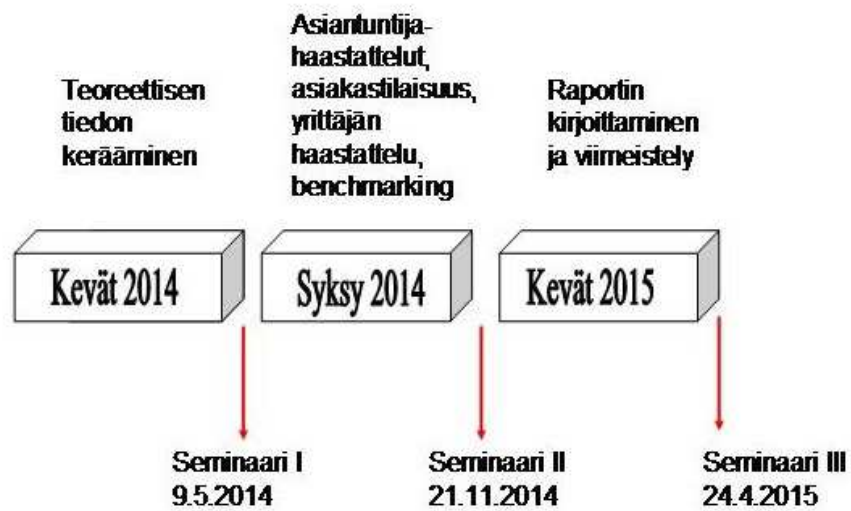 Teoreettisen
tiedon
kerääminen
Asiantuntija-
haastattelut,
asiakastilaisuus,
yrittäjän
haastattelu,
benchmarking
Raportin
kirjoittaminen
ja viimeistely
Kevät 2014
Syksy 2014
Kevät 2015
Seminaari I
9.5.2014
Seminaari II
21.11.2014
Seminaari III
24.4.2015